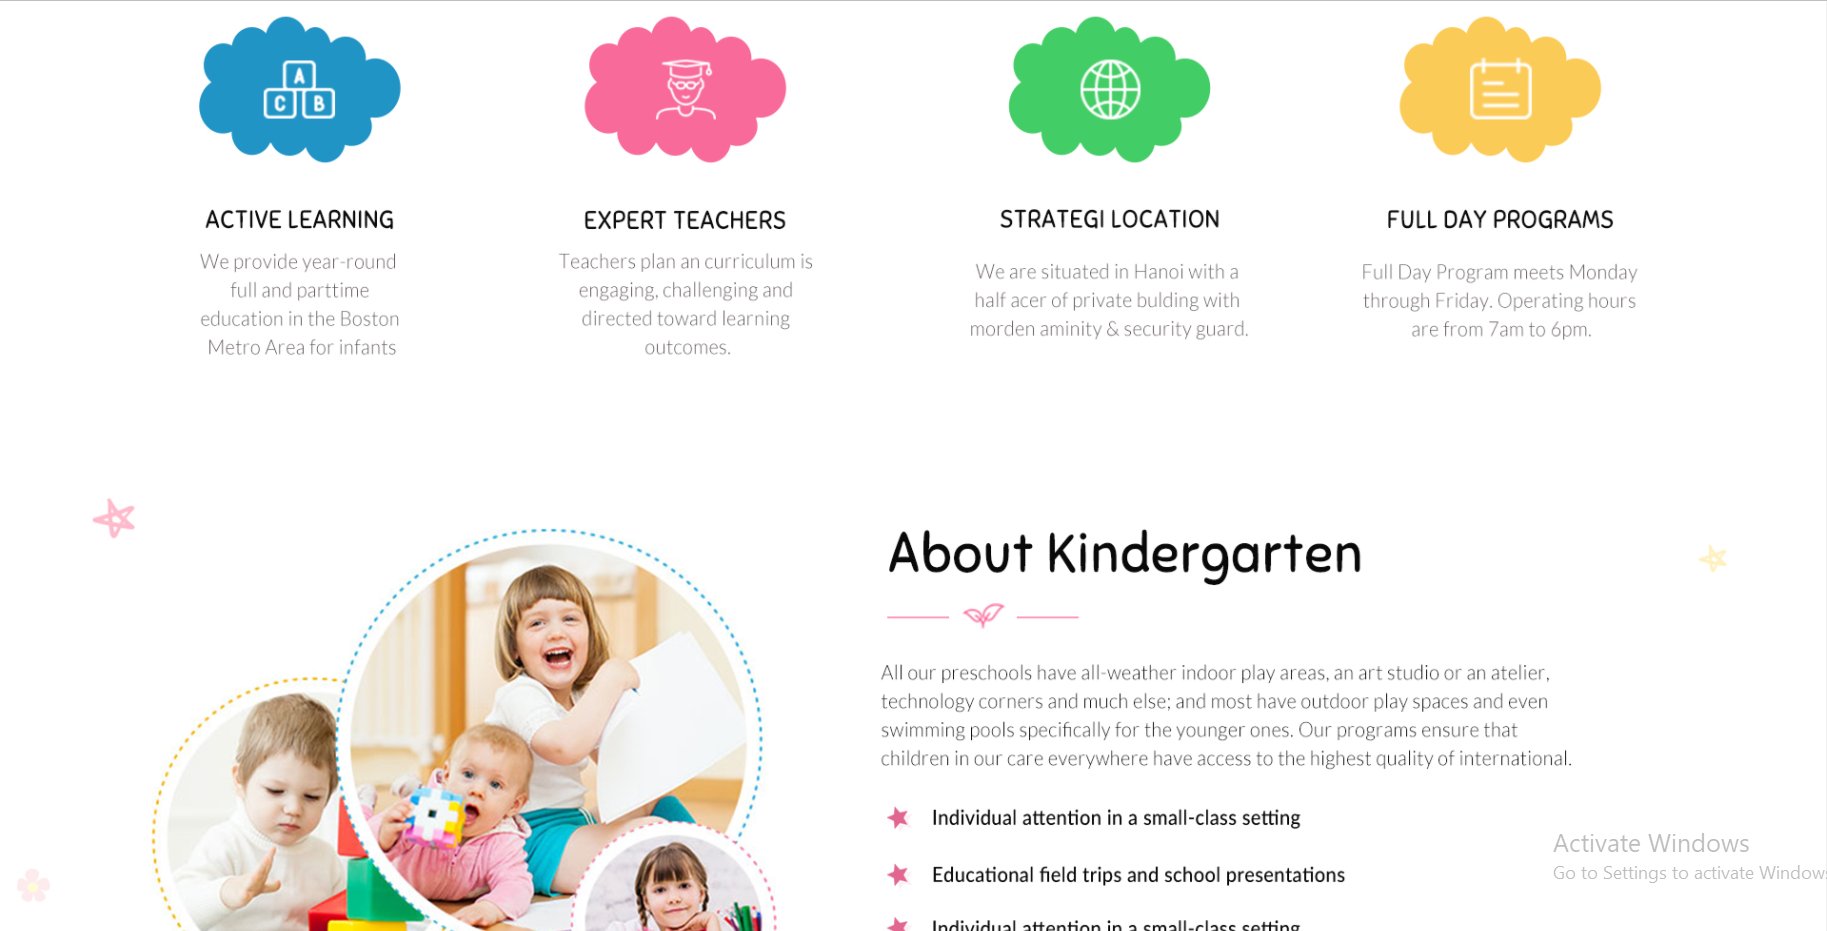 A
C B
ACTIVE LEARNING
We provide year-round
full and parttime
education in the Boston
Metro Area for infants
EXPERT TEACHERS
Teachers plan an curriculum is
engaging, challenging and
directed toward learning
outcomes.
STRATEGI LOCATION
We are situated in Hanoi with a
half acer of private bulding with
morden aminity & security guard.
FULL DAY PROGRAMS
Full Day Program meets Monday
through Friday. Operating hours
are from 7am to 6pm.
About Kindergarten
All our preschools have all-weather indoor play areas, an art studio or an atelier,
technology corners and much else; and most have outdoor play spaces and even
swimming pools specifically for the younger ones. Our programs ensure that
children in our care everywhere have access to the highest quality of international.
Individual attention in a small-class setting
Educational field trips and school presentations
Individual attention in a small-class setting
Activate Windows
Go to Settings to activate Windows